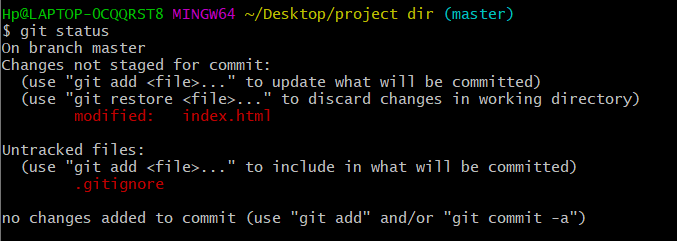 Hp@LAPTOP-OCQQRST8 MINGW64 ~/Desktop/project dir (master)
$ git status
On branch master
Changes not staged for commit:
  (use "git add <file>..." to update what will be committed)
  (use "git restore <file>..." to discard changes in working directory)
        modified:   index.html

Untracked files:
  (use "git add <file>..." to include in what will be committed)
        .gitignore

no changes added to commit (use "git add" and/or "git commit -a")